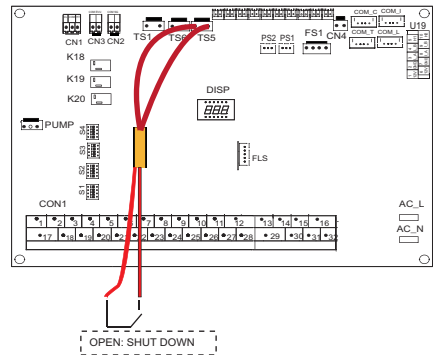 COM_C COM_I
U19
CN1 CN3 CN2
TS1 TS6 TS5
PS2 PS1 FS1 CN4
COM_T COM_L
K18
K19
K20
DISP
PUMP
S4
S3
S2
S1
FLS
CON1
AC_L
AC_N
1 2 3 4 5 6 7 8 9 10 11 12 13 14 15 16
17 18 19 20 23 24 25 26 27 28 29 30 31 32
OPEN: SHUT DOWN